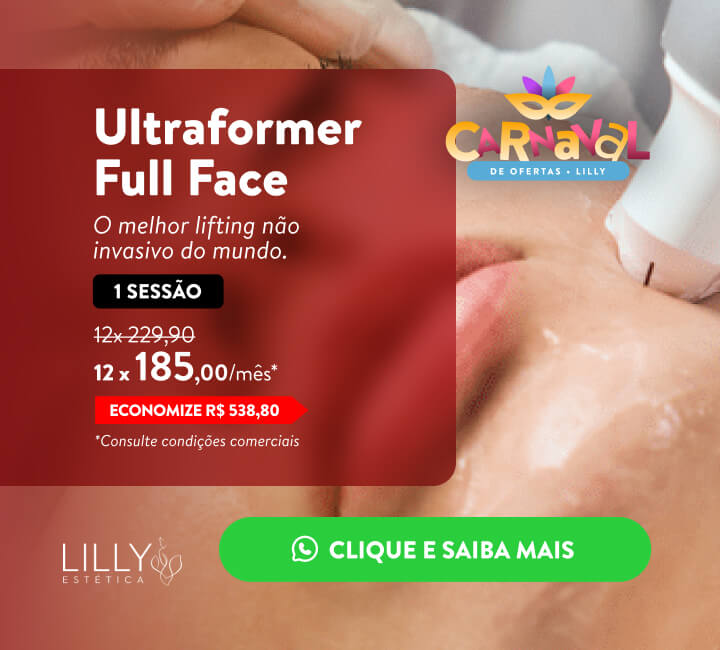 Ultraformer
Full Face
O melhor lifting não
invasivo do mundo.
1 SESSÃO
12x 229,90
12 x 185,00/mês*
ECONOMIZE R$ 538,80
*Consulte condições comerciais
CARNAVAL
DE OFERTAS • LILLY
LILLY
ESTÉTICA
CLIQUE E SAIBA MAIS